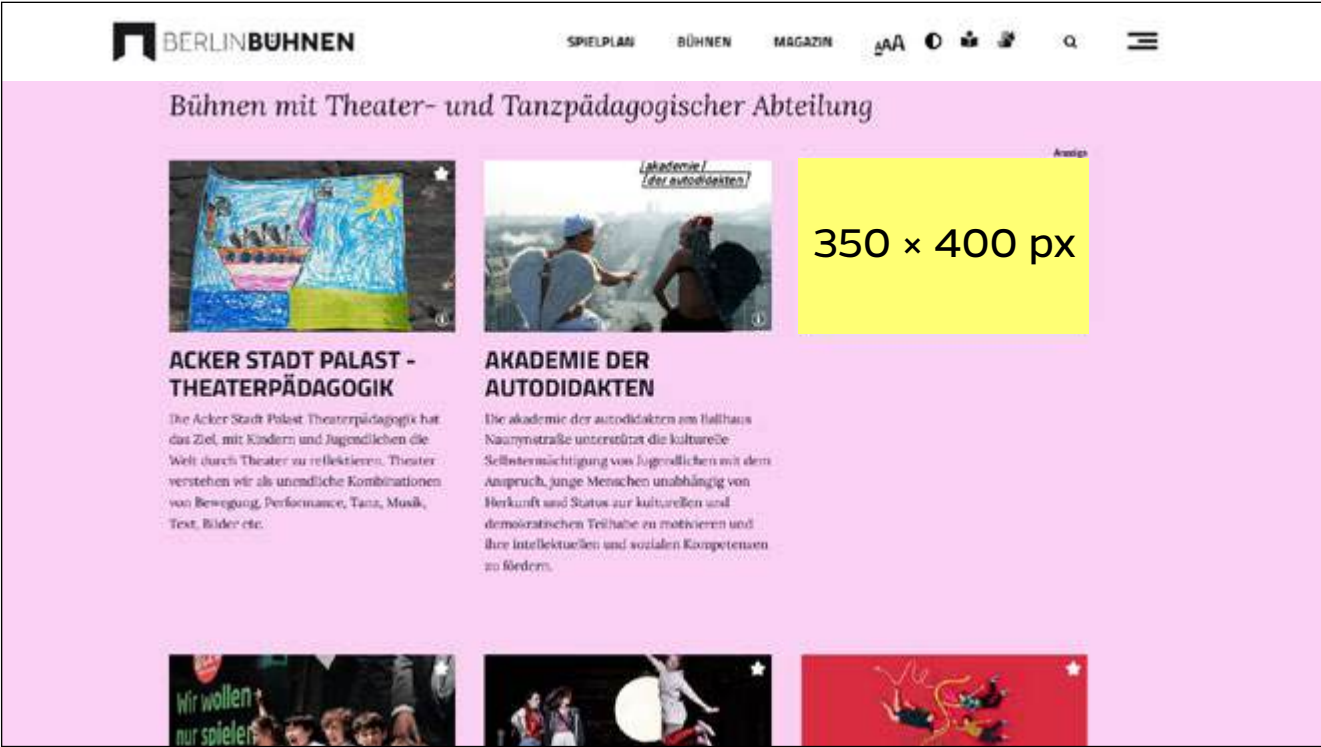 BERLINBÜHNEN
SPIELPLAN
BÜHNEN
MAGAZIN
AAA
Bühnen mit Theater- und Tanzpädagogischer Abteilung
Anzeige
[akademie]
[der autodidakten]
350 × 400 px
ACKER STADT PALAST -
THEATERPÄDAGOGIK
Die Acker Stadt Palast Theaterpädagogik hat
das Ziel, mit Kindern und Jugendlichen die
Welt durch Theater zu reflektieren. Theater
verstehen wir als unendliche Kombinationen
von Bewegung, Performance, Tanz, Musik,
Text, Bilder etc.
AKADEMIE DER
AUTODIDAKTEN
Die akademie der autodidakten am Ballhaus
Naunynstraße unterstützt die kulturelle
Selbstermächtigung von Jugendlichen mit dem
Anspruch, junge Menschen unabhängig von
Herkunft und Status zur kulturellen und
demokratischen Teilhabe zu motivieren und
ihre intellektuellen und sozialen Kompetenzen
zu fördern.
Wir wollen
nur spielen